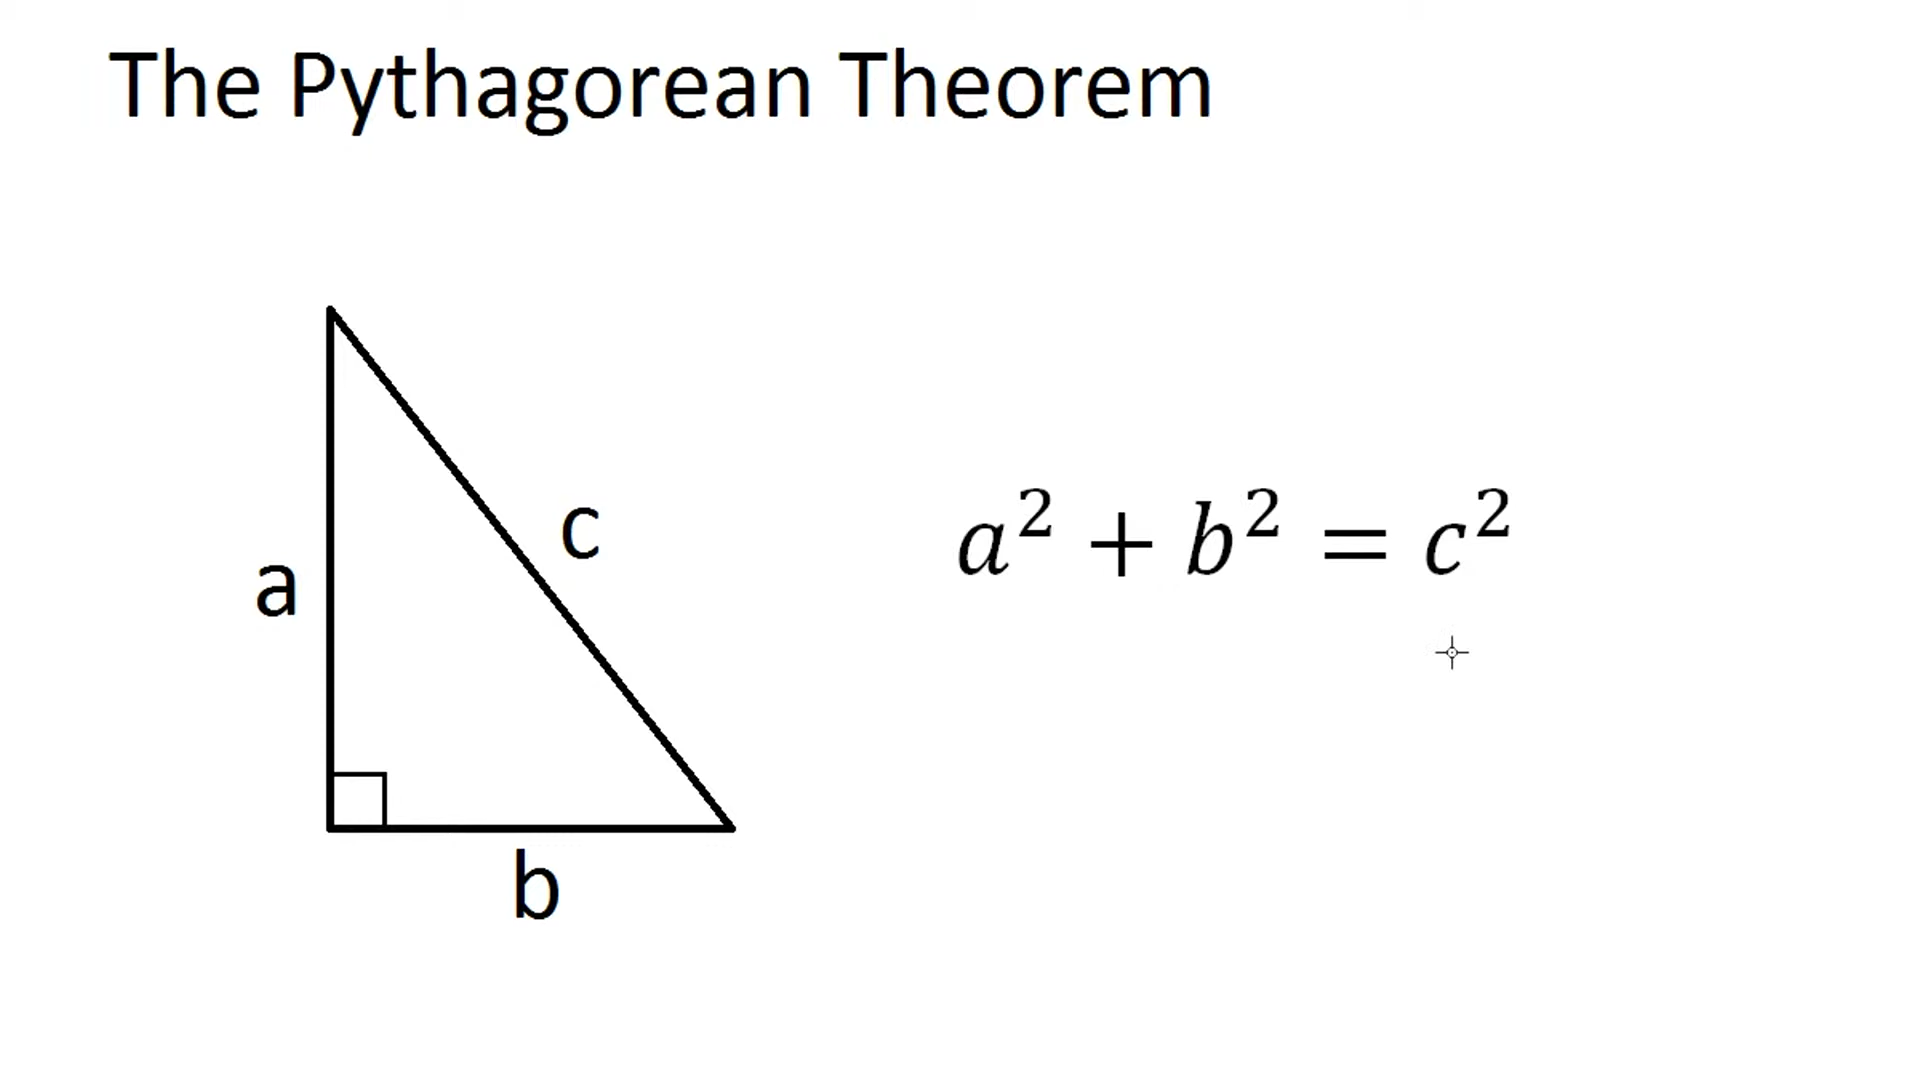 The Pythagorean Theorem
c
a² + b² = c²
a
b